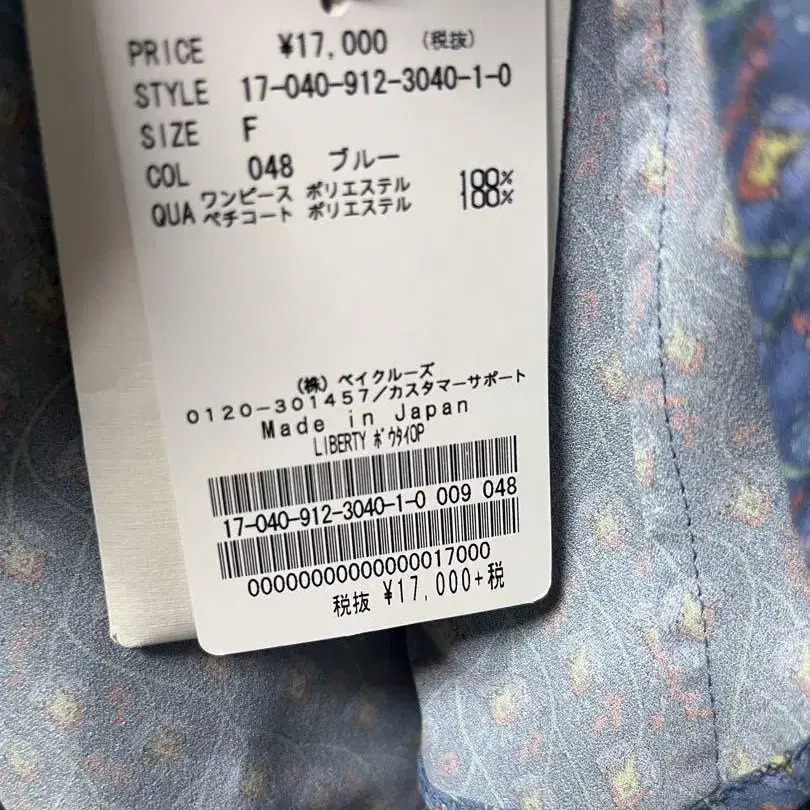 PRICE ¥17,000 (税抜)
STYLE 17-040-912-3040-1-0
SIZE F
COL 048 ブルー
QUA ワンピース ポリエステル 100%
ペチコート ポリエステル 100%
(株) ベイクルーズ
0120-301457/カスタマーサポート
Made in Japan
LIBERTY ボウタイOP
17-040-912-3040-1-0 009 048
00000000000000017000
税抜 ¥17,000+税